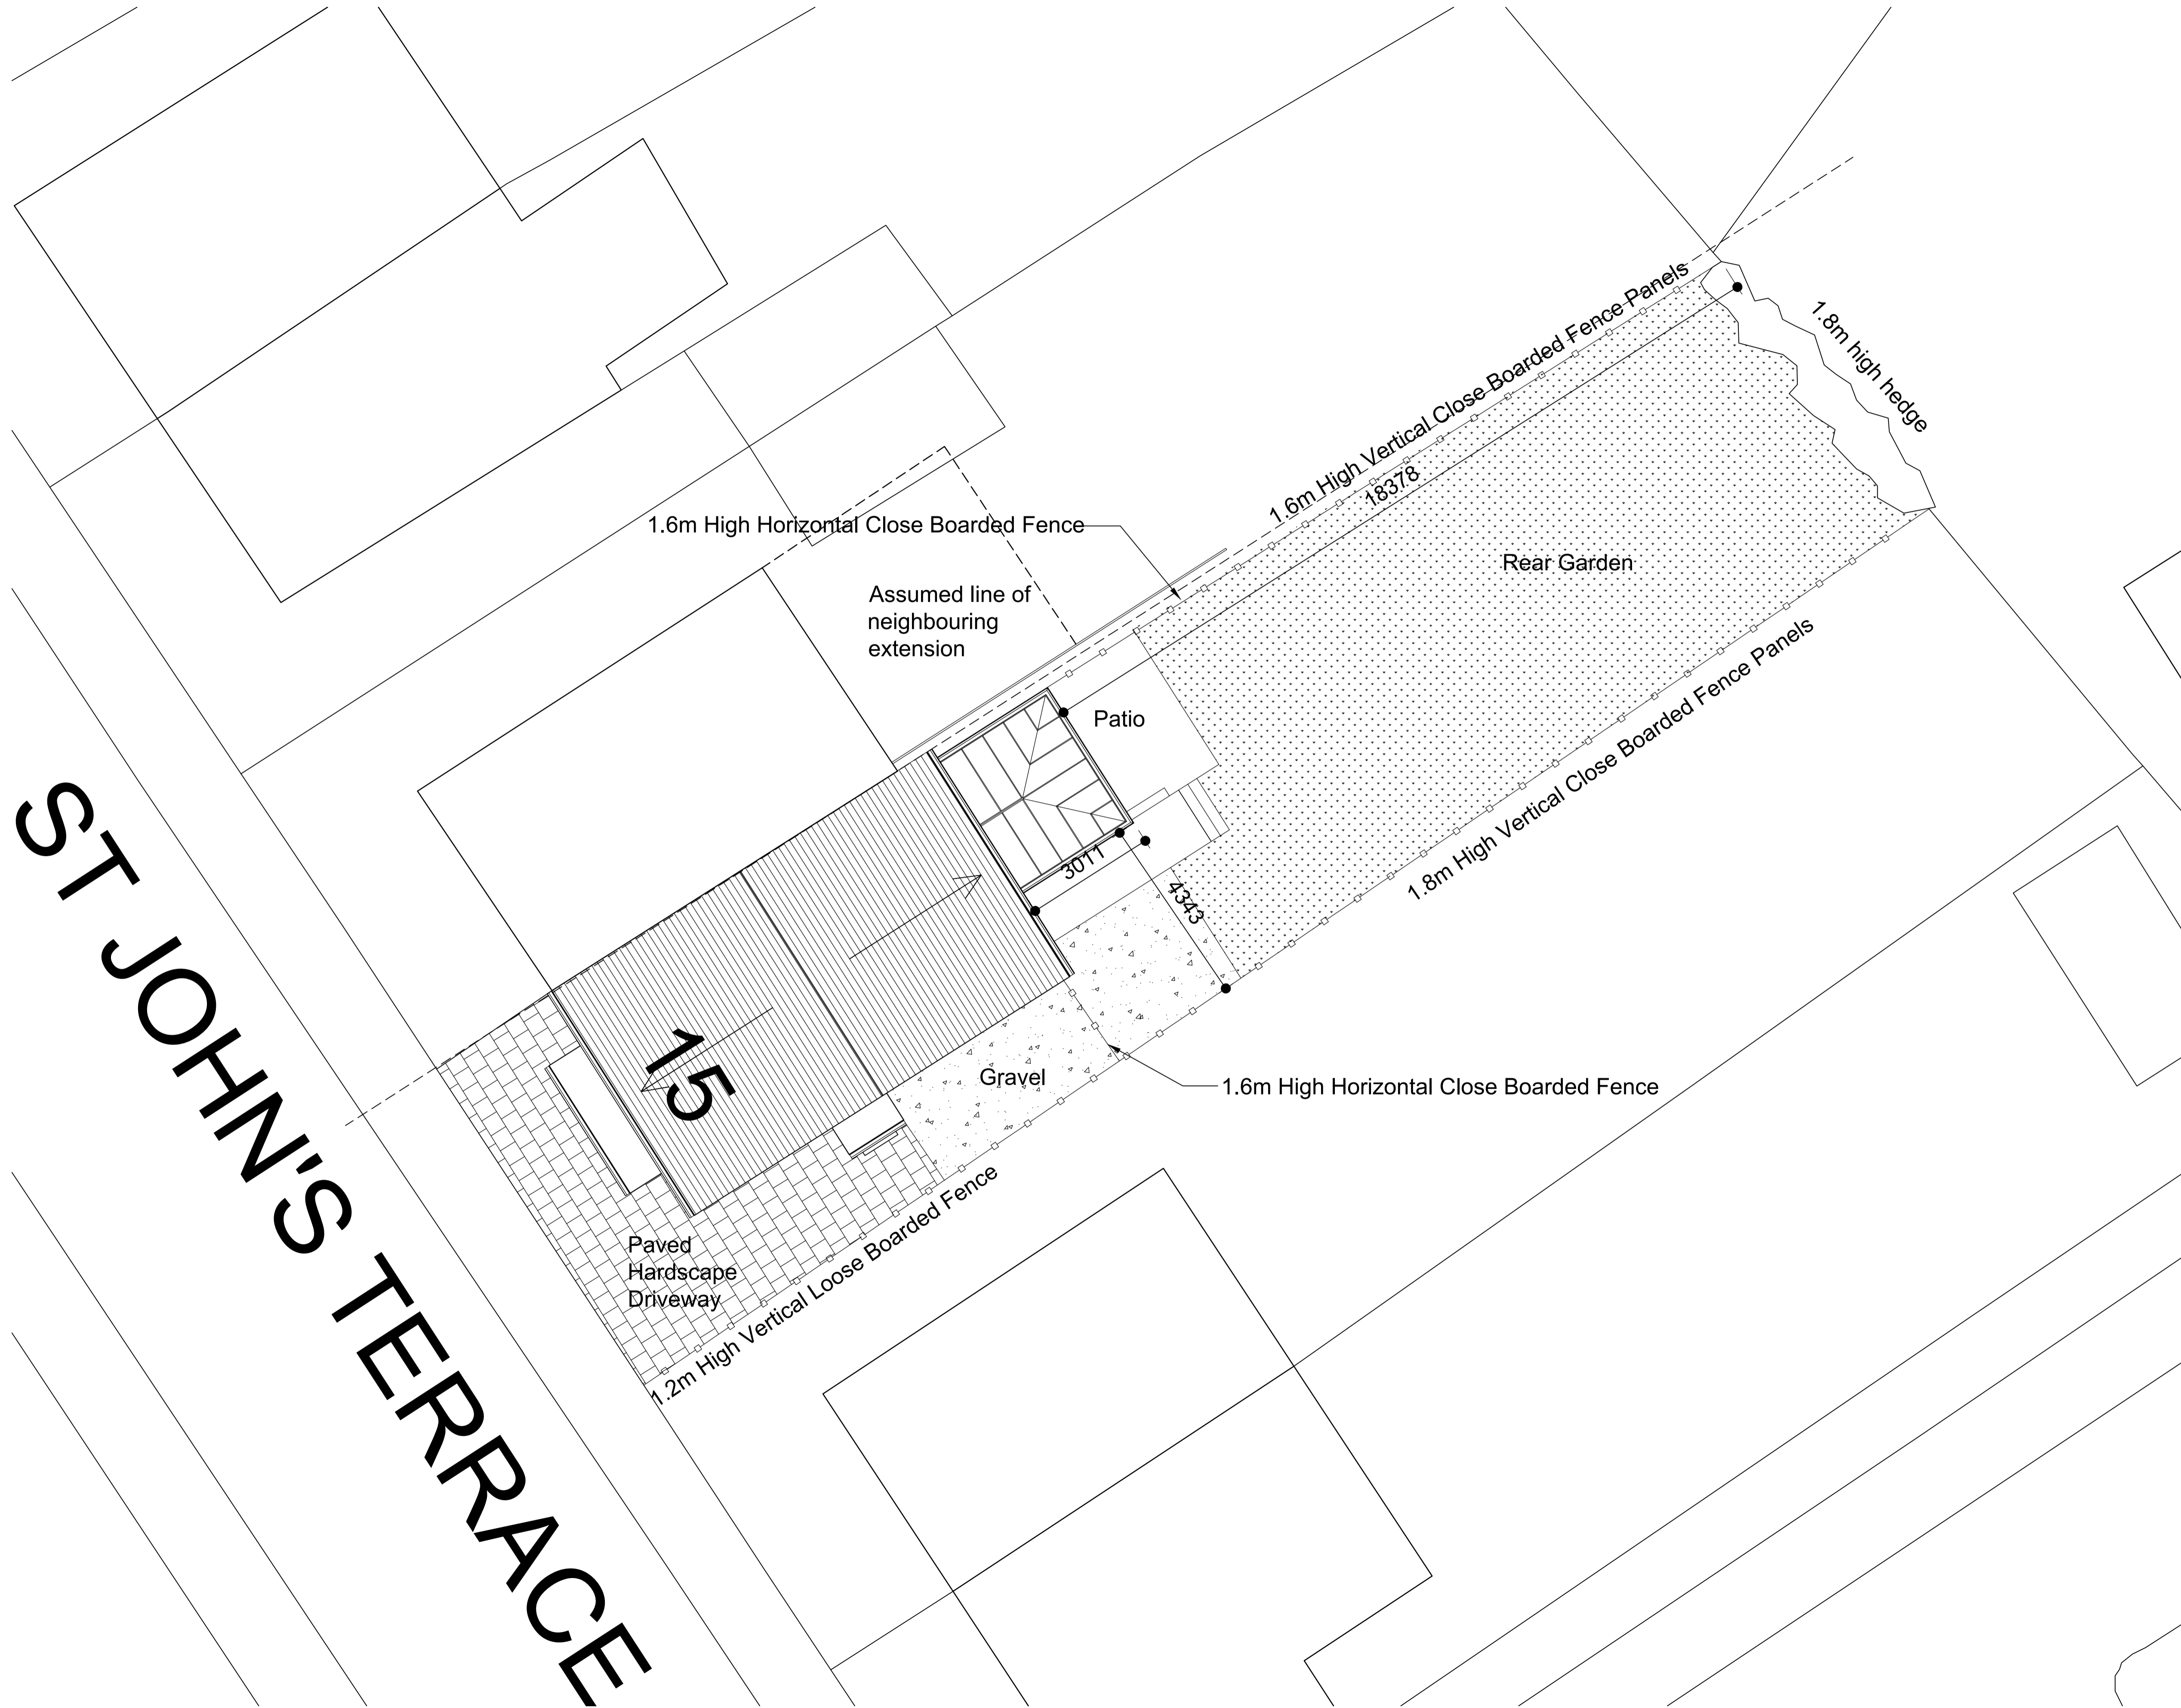 1.6m High Vertical Close Boarded Fence Panels
1.8m high hedge
18378
1.6m High Horizontal Close Boarded Fence
Rear Garden
Assumed line of
neighbouring
extension
Patio
1.8m High Vertical Close Boarded Fence Panels
3011
4343
ST JOHN'S TERRACE
15
Gravel
1.6m High Horizontal Close Boarded Fence
Paved
Hardscape
Driveway
1.2m High Vertical Loose Boarded Fence